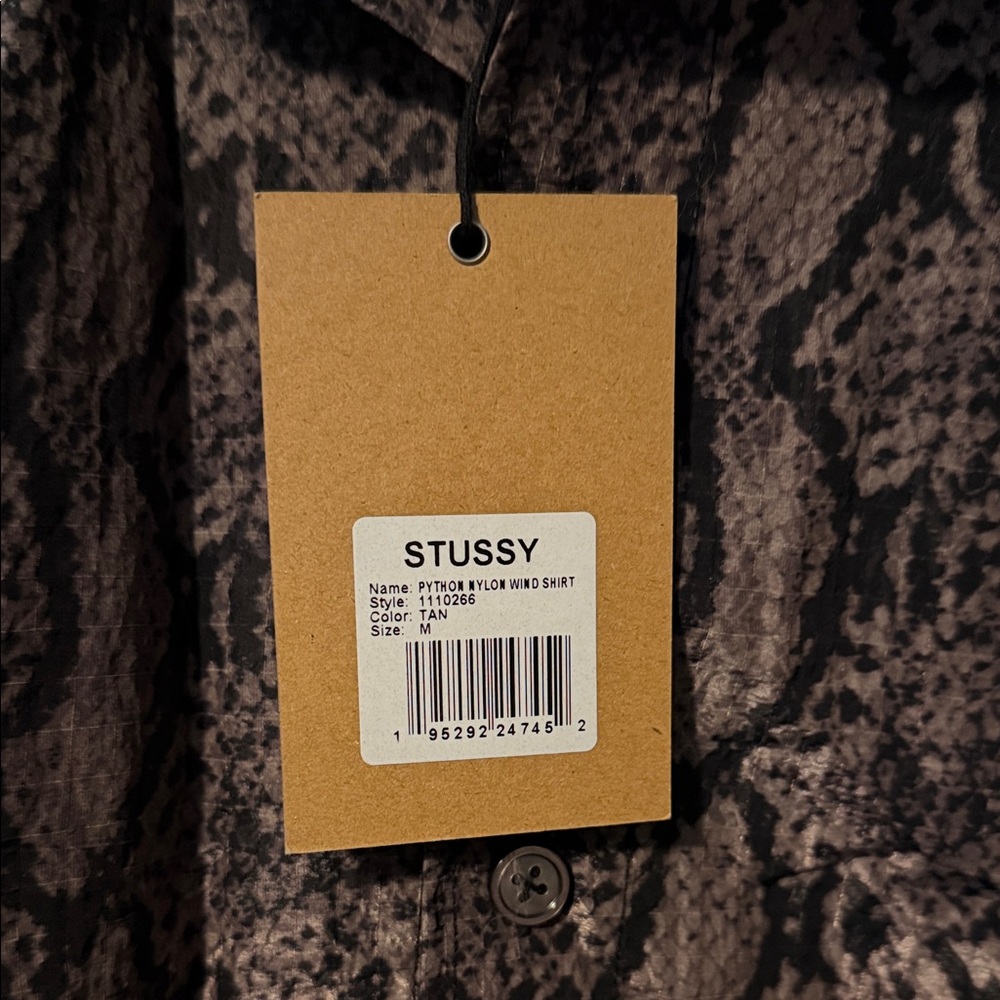 STUSSY
Name: PYTHON NYLON WIND SHIRT
Style: 1110266
Color: TAN
Size: M
1 95292 24745 2